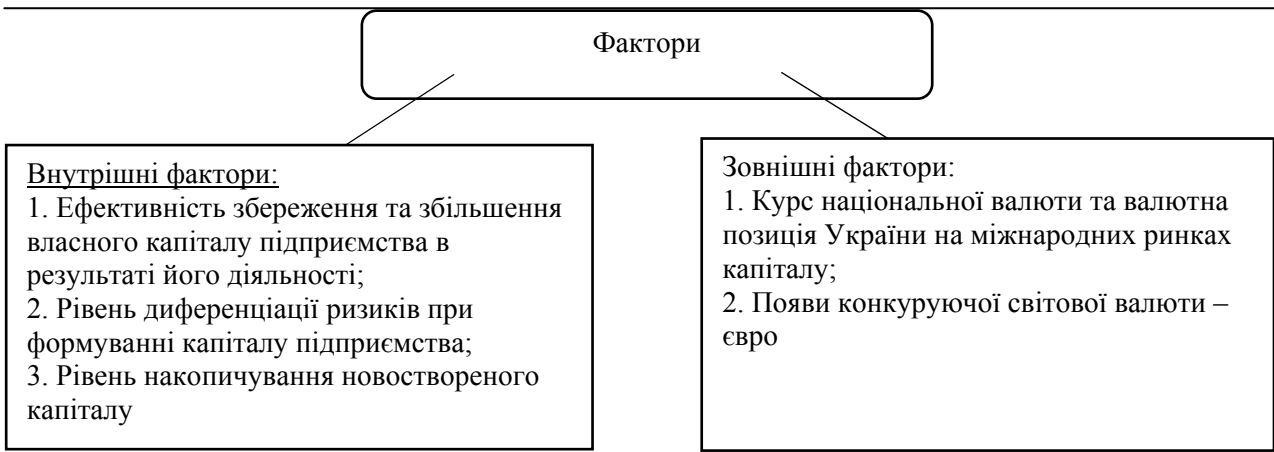 Фактори
Внутрішні фактори:
1. Ефективність збереження та збільшення
власного капіталу підприємства в
результаті його діяльності;
2. Рівень диференціації ризиків при
формуванні капіталу підприємства;
3. Рівень накопичування новоствореного
капіталу
Зовнішні фактори:
1. Курс національної валюти та валютна
позиція України на міжнародних ринках
капіталу;
2. Появи конкуруючої світової валюти –
євро